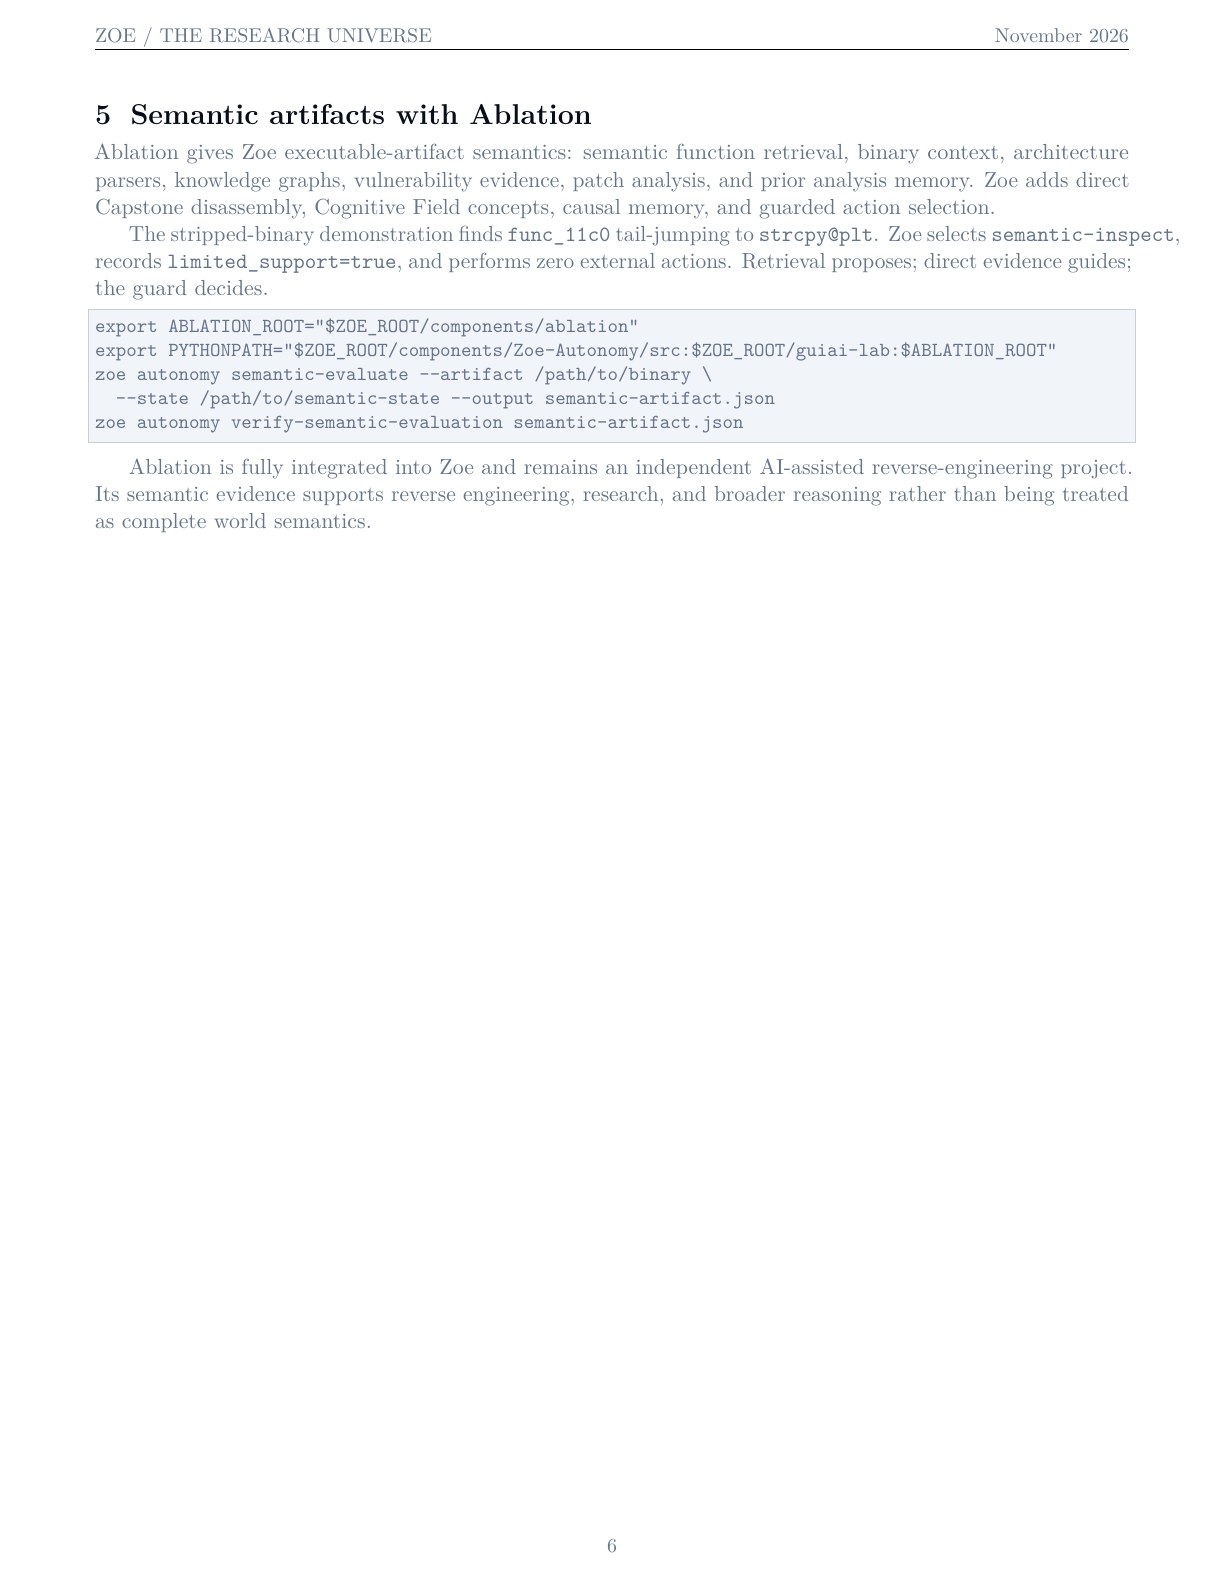 ZOE / THE RESEARCH UNIVERSE November 2026
5 Semantic artifacts with Ablation
Ablation gives Zoe executable-artifact semantics: semantic function retrieval, binary context, architecture
parsers, knowledge graphs, vulnerability evidence, patch analysis, and prior analysis memory. Zoe adds direct
Capstone disassembly, Cognitive Field concepts, causal memory, and guarded action selection.
The stripped-binary demonstration finds func_11c0 tail-jumping to strcpy@plt. Zoe selects semantic-inspect,
records limited_support=true, and performs zero external actions. Retrieval proposes; direct evidence guides;
the guard decides.
export ABLATION_ROOT="$ZOE_ROOT/components/ablation"
export PYTHONPATH="$ZOE_ROOT/components/Zoe-Autonomy/src:$ZOE_ROOT/guiai-lab:$ABLATION_ROOT"
zoe autonomy semantic-evaluate --artifact /path/to/binary \
  --state /path/to/semantic-state --output semantic-artifact.json
zoe autonomy verify-semantic-evaluation semantic-artifact.json
Ablation is fully integrated into Zoe and remains an independent AI-assisted reverse-engineering project.
Its semantic evidence supports reverse engineering, research, and broader reasoning rather than being treated
as complete world semantics.
6